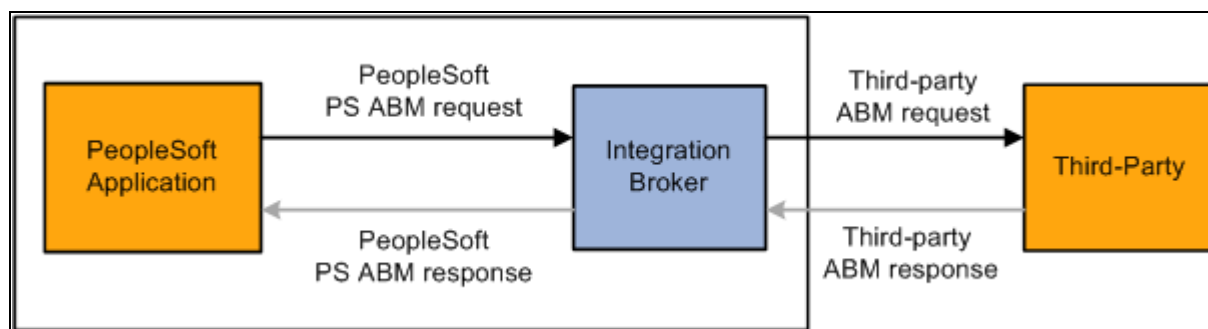 PeopleSoft
Application
PeopleSoft
PS ABM request
PeopleSoft
PS ABM response
Integration
Broker
Third-party
ABM request
Third-party
ABM response
Third-Party